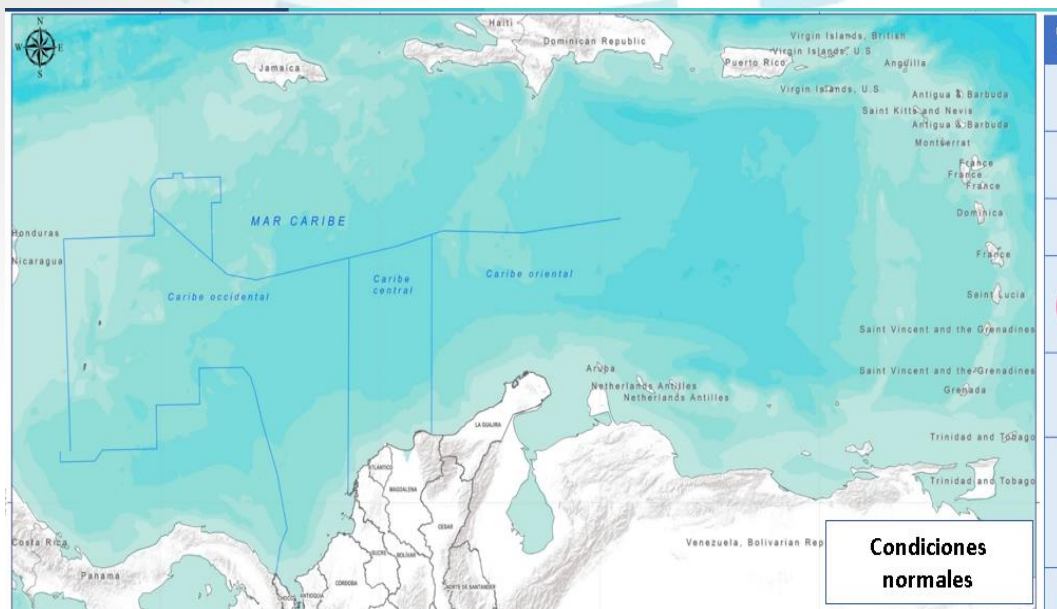 N
W E
S
Haiti
Dominican Republic
Jamaica
Puerto Rico
Virgin Islands, British
Virgin Islands, U.S
Anguilla
Virgin Islands, U.S.
Antigua & Barbuda
Saint Kitts and Nevis
Antigua & Barbuda
Montserrat
France
France
France
Dominica
France
MAR CARIBE
Honduras
Nicaragua
Caribe occidental
Caribe
central
Caribe oriental
Saint Lucia
Saint Vincent and the Grenadines
Aruba
Netherlands Antilles
Netherlands Antilles
Saint Vincent and the Grenadines
Grenada
LA GUAJIRA
Trinidad and Tobago
ATLÁNTICO
MAGDALENA
Trinidad and Tobago
CESAR
Costa Rica
Panama
SUCRE
BOLÍVAR
CÓRDOBA
NORTE DE SANTANDER
CHOCÓ
ANTIOQUIA
Venezuela, Bolivarian Rep
Condiciones
normales